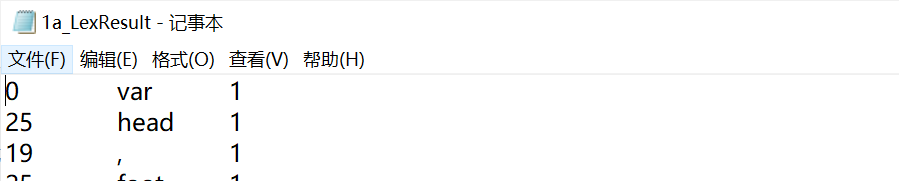 1a_LexResult - 记事本
文件(F) 编辑(E) 格式(O) 查看(V) 帮助(H)
0 var 1
25 head 1
19 , 1